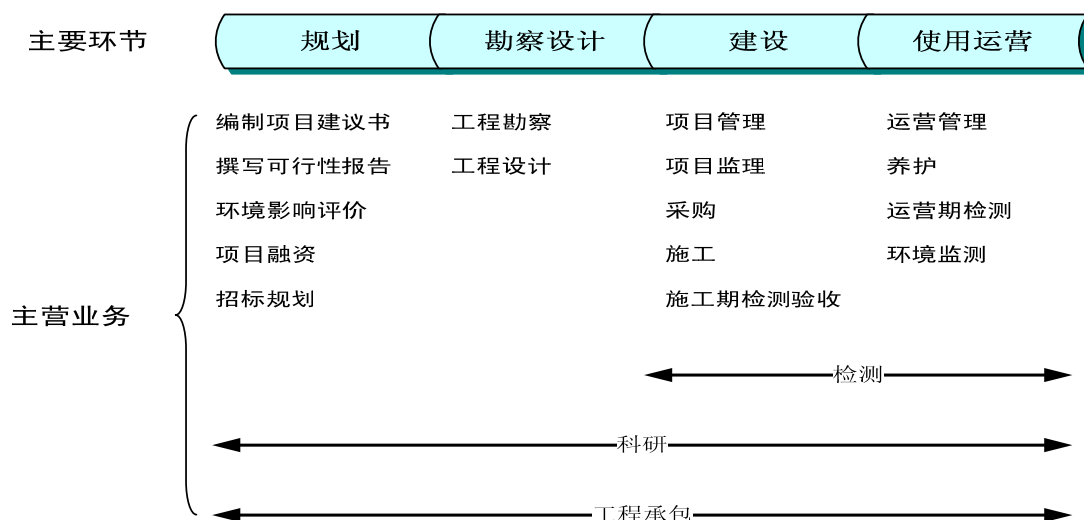 主要环节 规划 勘察设计 建设 使用运营
编制项目建议书 工程勘察 项目管理 运营管理
撰写可行性报告 工程设计 项目监理 养护
环境影响评价 采购 运营期检测
项目融资 施工 环境监测
招标规划 施工期检测验收
主营业务
检测
科研
工程承包